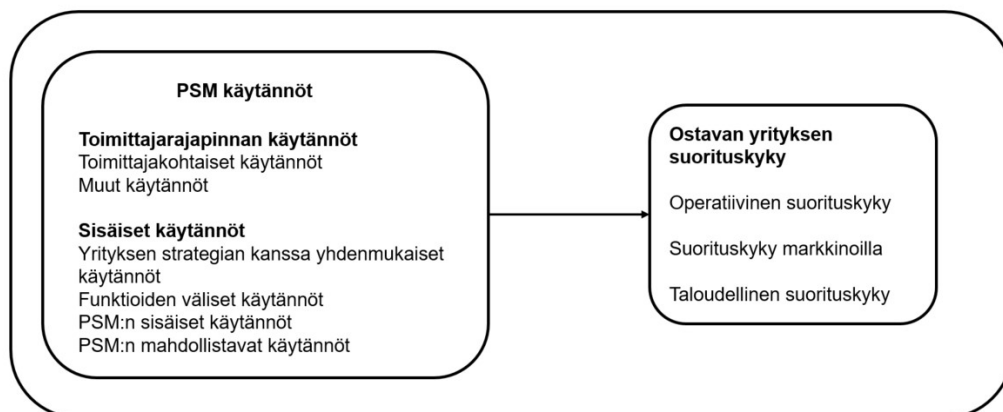 PSM käytännöt
Toimittajarajapinnan käytännöt
Toimittajakohtaiset käytännöt
Muut käytännöt
Sisäiset käytännöt
Yrityksen strategian kanssa yhdenmukaiset
käytännöt
Funktioiden väliset käytännöt
PSM:n sisäiset käytännöt
PSM:n mahdollistavat käytännöt
Ostavan yrityksen
suorituskyky
Operatiivinen suorituskyky
Suorituskyky markkinoilla
Taloudellinen suorituskyky